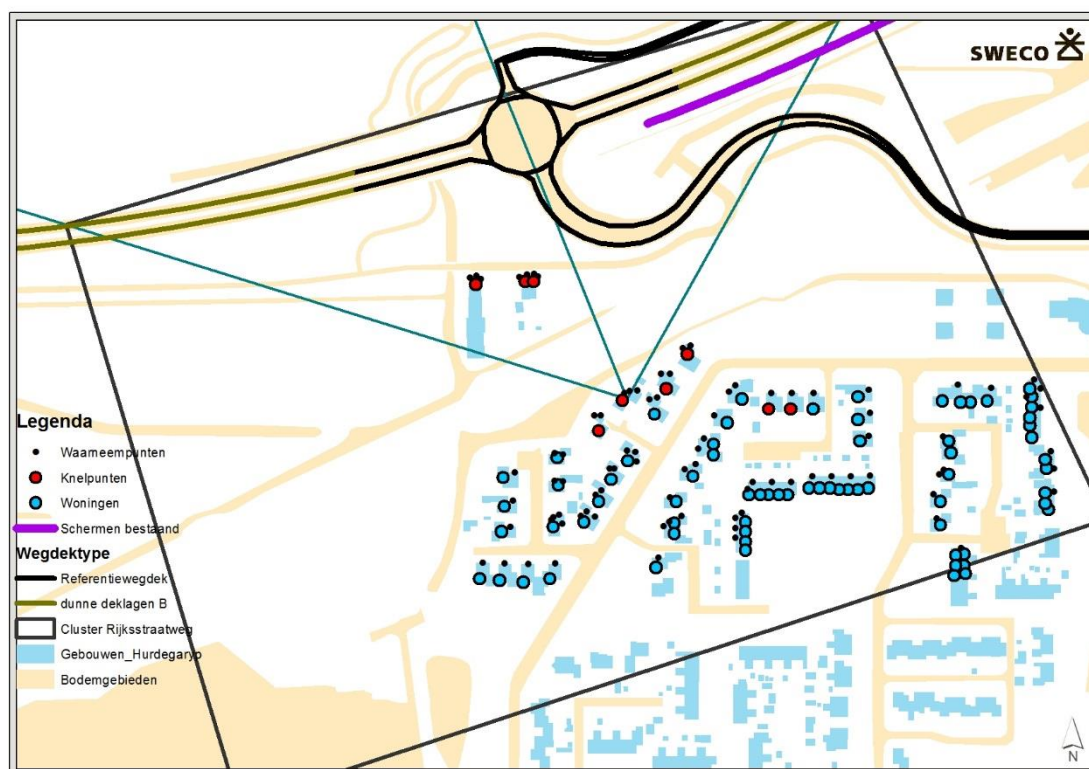 SWECO
Legenda
Waarneempunten
Knelpunten
Woningen
Schermen bestaand
Wegdektype
Referentiewegdek
dunne deklagen B
Cluster Rijksstraatweg
Gebouwen_Hurdegaryp
Bodemgebieden
N